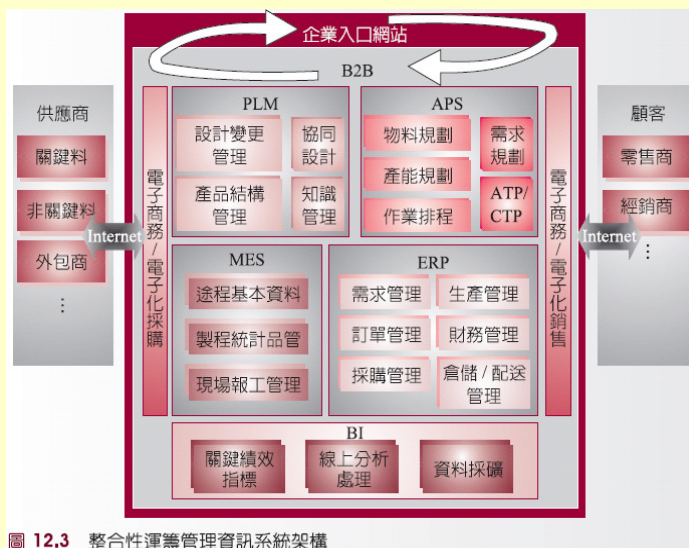 企業入口網站
B2B
供應商
關鍵料
非關鍵料
外包商
⋮
Internet
電子商務/電子化採購
PLM
設計變更
管理
協同
設計
產品結構
管理
知識
管理
APS
物料規劃
需求
規劃
產能規劃
ATP/
CTP
作業排程
MES
途程基本資料
製程統計品管
現場報工管理
ERP
需求管理
生產管理
訂單管理
財務管理
採購管理
倉儲/配送
管理
電子商務/電子化銷售
Internet
顧客
零售商
經銷商
⋮
BI
關鍵績效
指標
線上分析
處理
資料採礦
圖 12.3 整合性運籌管理資訊系統架構